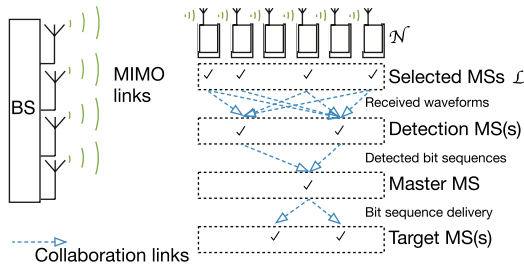 BS
MIMO
links
𝒩
Selected MSs ℒ
Received waveforms
Detection MS(s)
Detected bit sequences
Master MS
Bit sequence delivery
Target MS(s)
Collaboration links